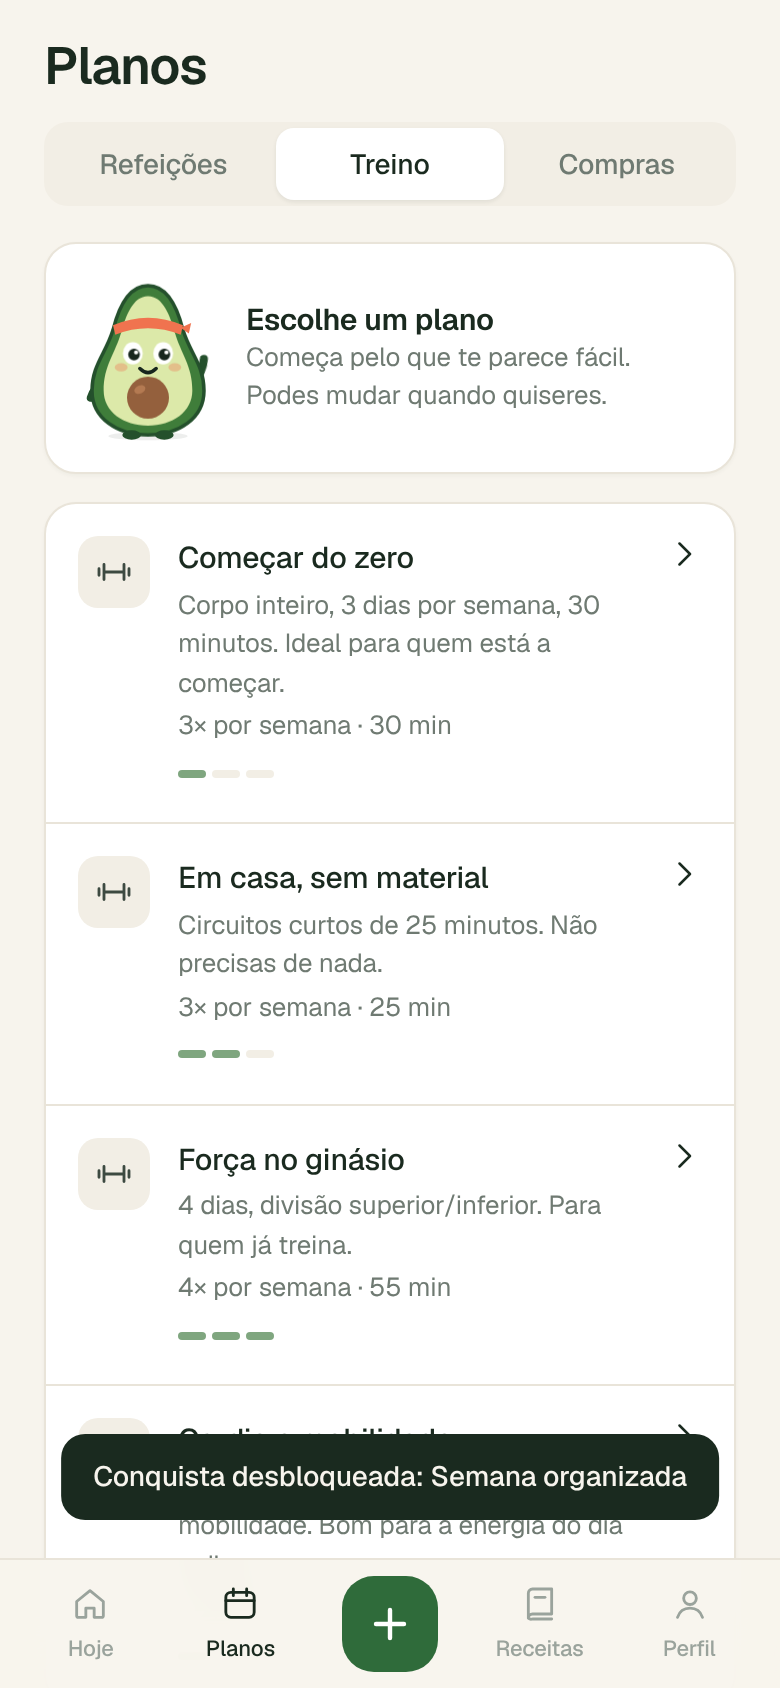 Planos
Refeições
Treino
Compras
Escolhe um plano
Começa pelo que te parece fácil.
Podes mudar quando quiseres.
Começar do zero
Corpo inteiro, 3 dias por semana, 30
minutos. Ideal para quem está a
começar.
3× por semana · 30 min
Em casa, sem material
Circuitos curtos de 25 minutos. Não
precisas de nada.
3× por semana · 25 min
Força no ginásio
4 dias, divisão superior/inferior. Para
quem já treina.
4× por semana · 55 min
Conquista desbloqueada: Semana organizada
mobilidade. Bom para a energia do dia
Hoje
Planos
Receitas
Perfil